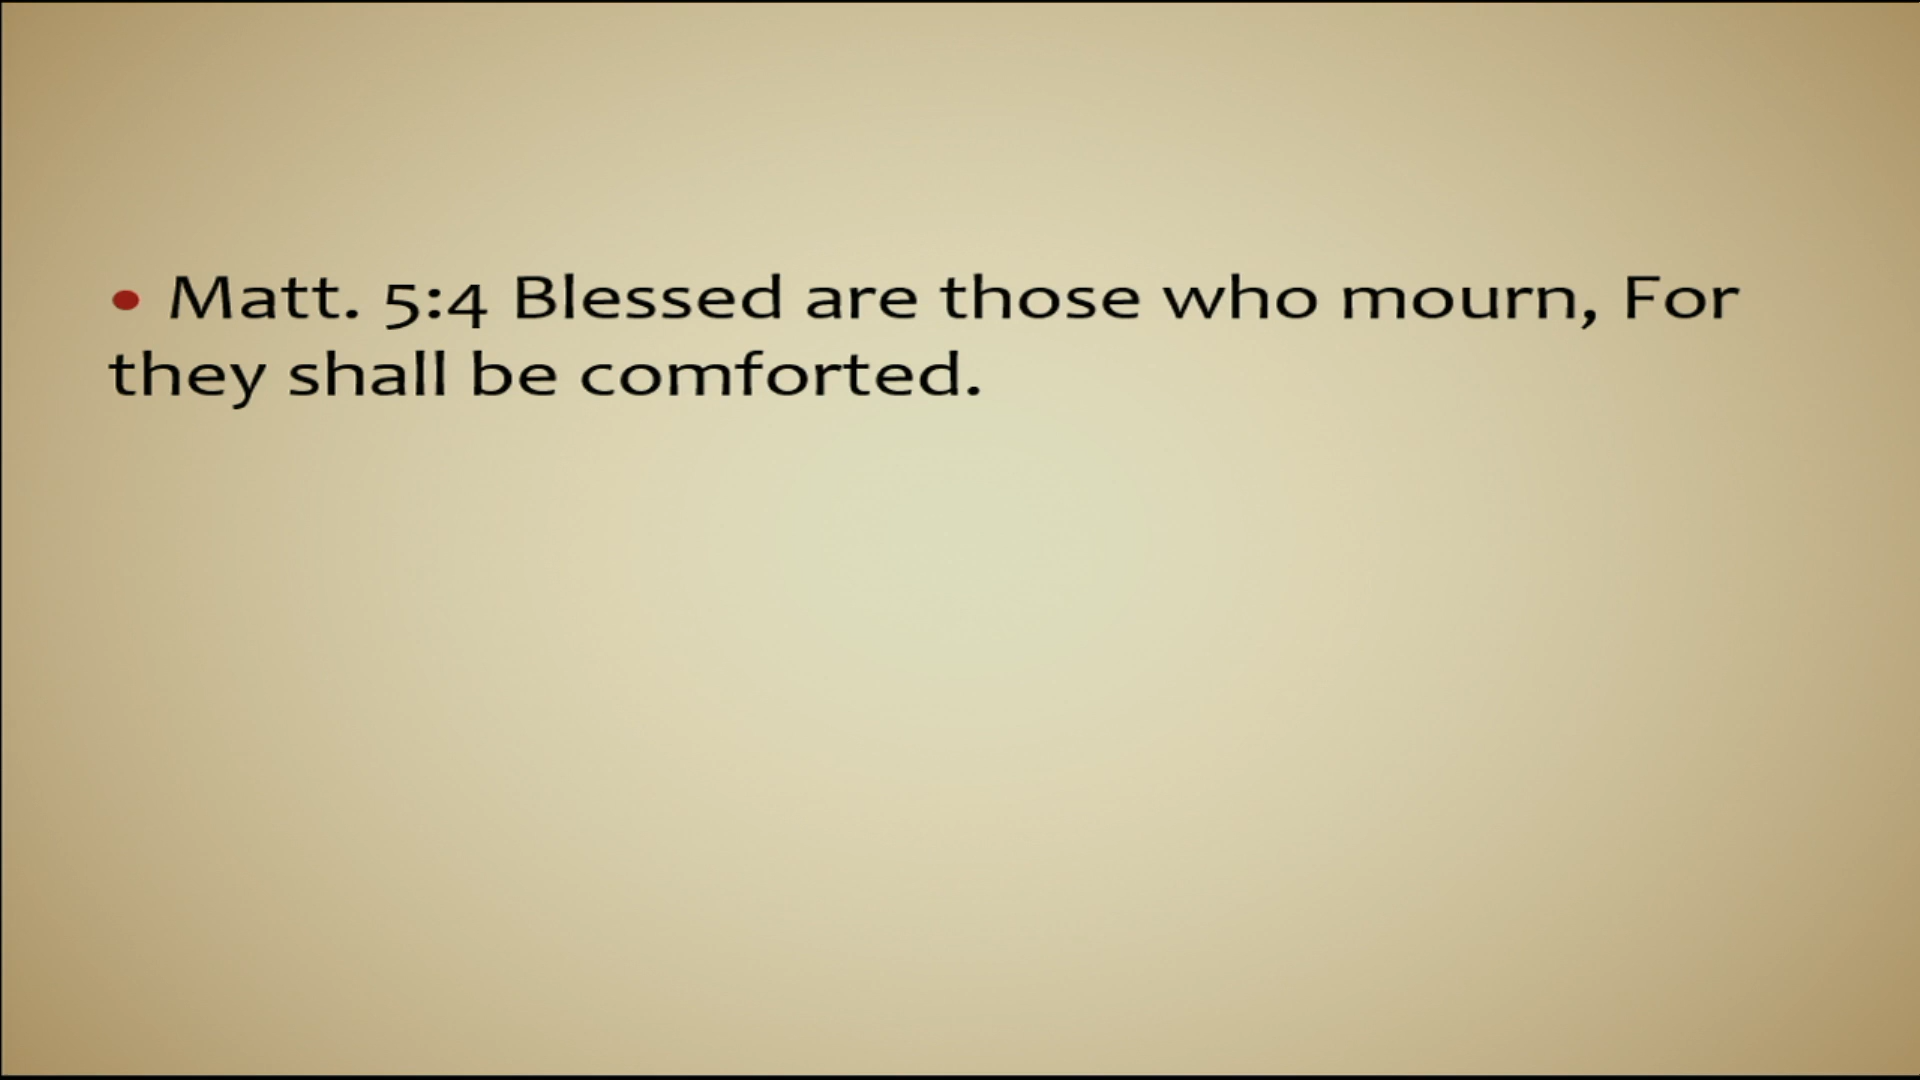 • Matt. 5:4 Blessed are those who mourn, For
they shall be comforted.